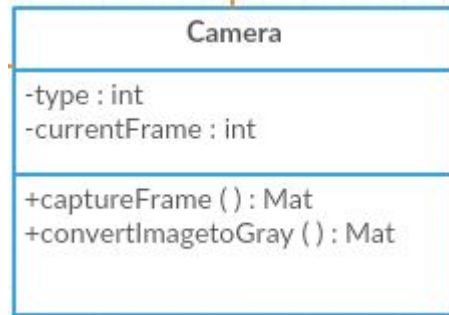 Camera
-type : int
-currentFrame : int
+captureFrame ( ) : Mat
+convertImagetoGray ( ) : Mat